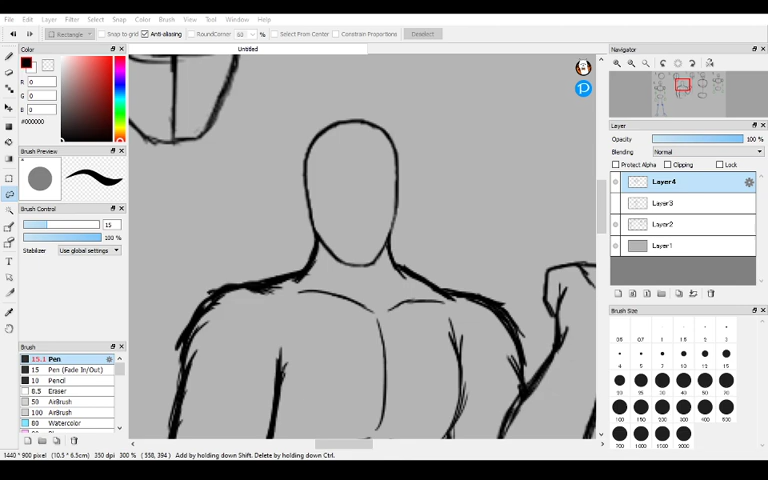 File Edit Layer Filter Select Snap Color Brush View Tool Window Help
Rectangle Snap to grid Anti-aliasing RoundCorner % Select From Center Constrain Proportions Deselect
Untitled
Color
R 0
G 0
B 0
#000000
Brush Preview
Brush Control
15
100 %
Stabilizer Use global settings
Brush
15.1 Pen
15 Pen (Fade In/Out)
10 Pencil
8.5 Eraser
50 AirBrush
100 AirBrush
80 Watercolor
Navigator
Layer
Opacity 100 %
Blending Normal
Protect Alpha Clipping Lock
Layer4
Layer3
Layer2
Layer1
Brush Size
1440 * 900 pixel (10.5 * 6.5cm) 350 dpi 300 % ( 558, 394 ) Add by holding down Shift. Delete by holding down Ctrl.